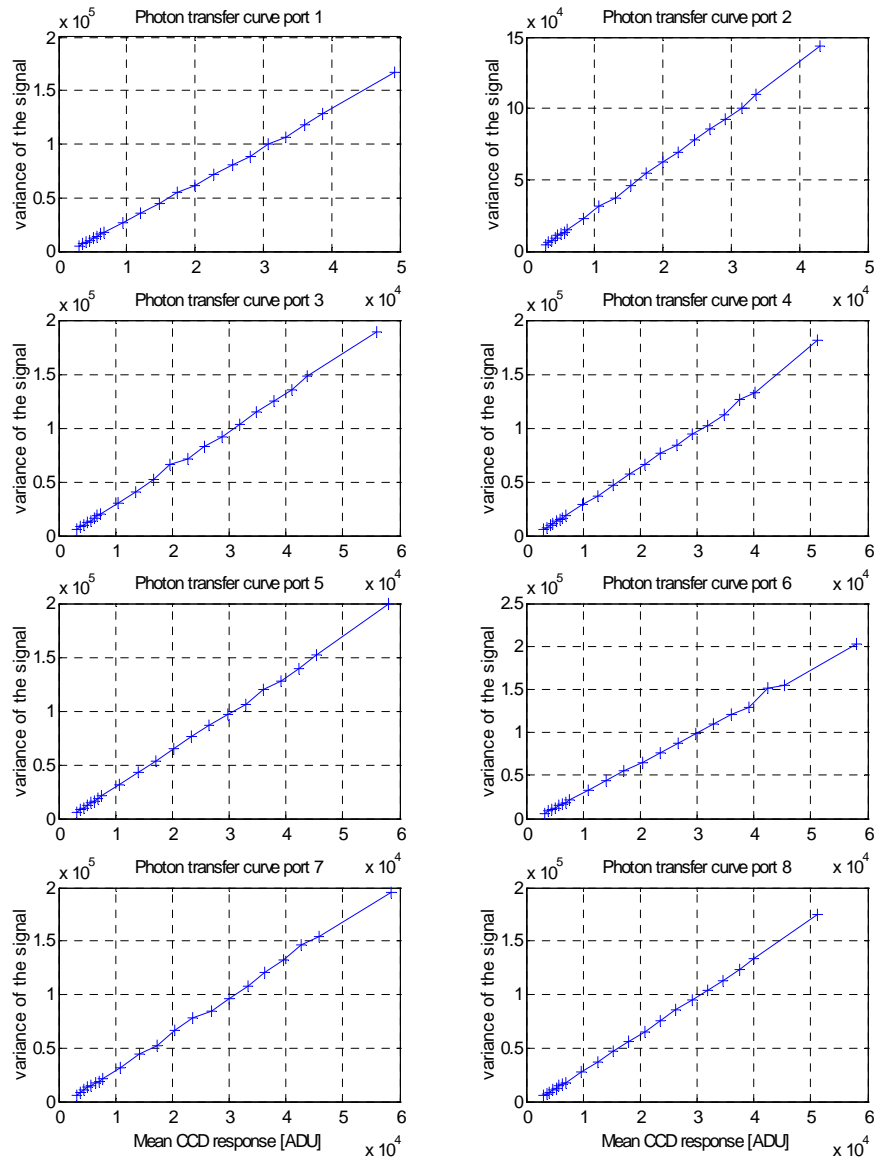 x 10^5
Photon transfer curve port 1
2
1.5
1
0.5
0
variance of the signal
0 1 2 3 4 5
x 10^4
x 10^4
Photon transfer curve port 2
15
10
5
0
variance of the signal
0 1 2 3 4 5
x 10^4
x 10^5
Photon transfer curve port 3
2
1.5
1
0.5
0
variance of the signal
0 1 2 3 4 5 6
x 10^4
x 10^5
Photon transfer curve port 4
2
1.5
1
0.5
0
variance of the signal
0 1 2 3 4 5 6
x 10^4
x 10^5
Photon transfer curve port 5
2
1.5
1
0.5
0
variance of the signal
0 1 2 3 4 5 6
x 10^4
x 10^5
Photon transfer curve port 6
2.5
2
1.5
1
0.5
0
variance of the signal
0 1 2 3 4 5 6
x 10^4
x 10^5
Photon transfer curve port 7
2
1.5
1
0.5
0
variance of the signal
0 1 2 3 4 5 6
Mean CCD response [ADU]
x 10^4
x 10^5
Photon transfer curve port 8
2
1.5
1
0.5
0
variance of the signal
0 1 2 3 4 5 6
Mean CCD response [ADU]
x 10^4